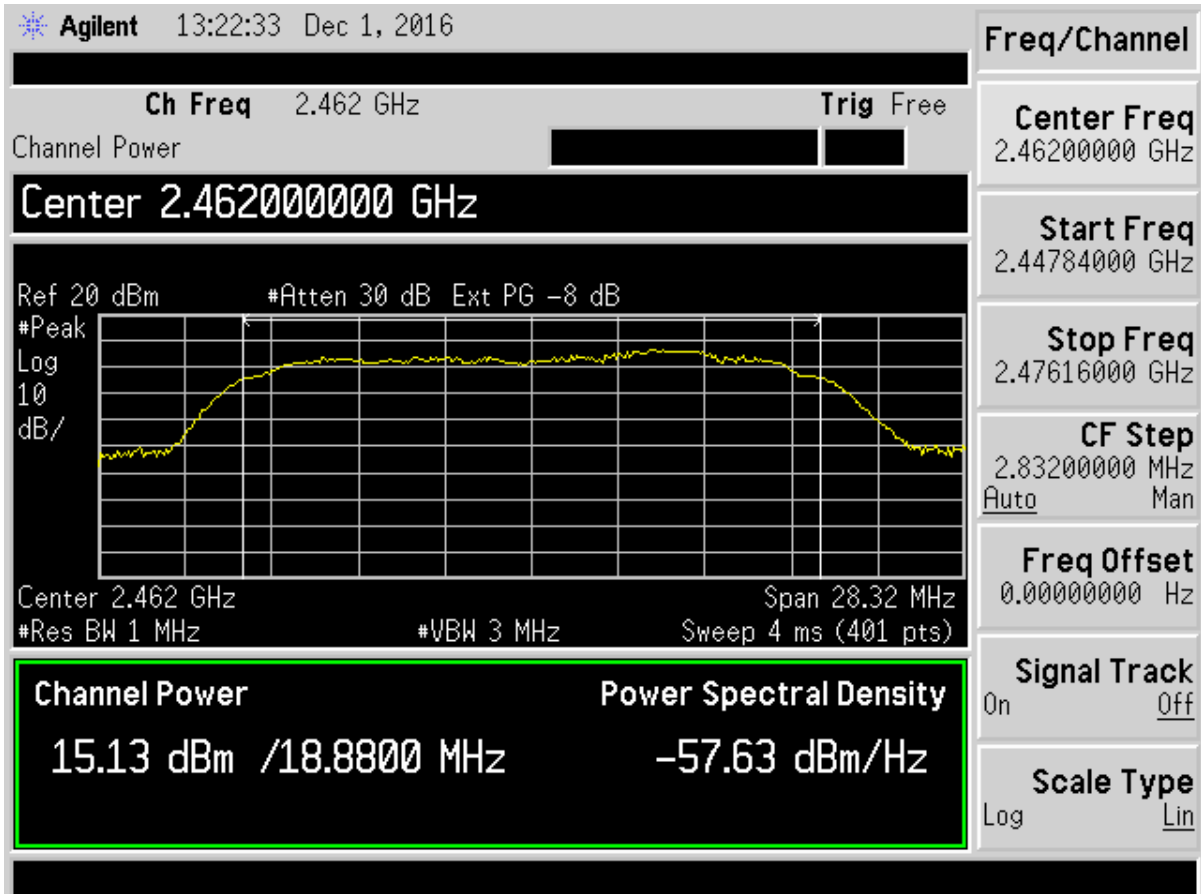 Agilent 13:22:33 Dec 1, 2016
Ch Freq 2.462 GHz Trig Free
Channel Power
Center 2.462000000 GHz
Ref 20 dBm #Atten 30 dB Ext PG -8 dB
#Peak
Log
10
dB/
Center 2.462 GHz Span 28.32 MHz
#Res BW 1 MHz #VBW 3 MHz Sweep 4 ms (401 pts)
Channel Power Power Spectral Density
15.13 dBm /18.8800 MHz -57.63 dBm/Hz
Freq/Channel
Center Freq
2.46200000 GHz
Start Freq
2.44784000 GHz
Stop Freq
2.47616000 GHz
CF Step
2.83200000 MHz
Auto Man
Freq Offset
0.00000000 Hz
Signal Track
On Off
Scale Type
Log Lin